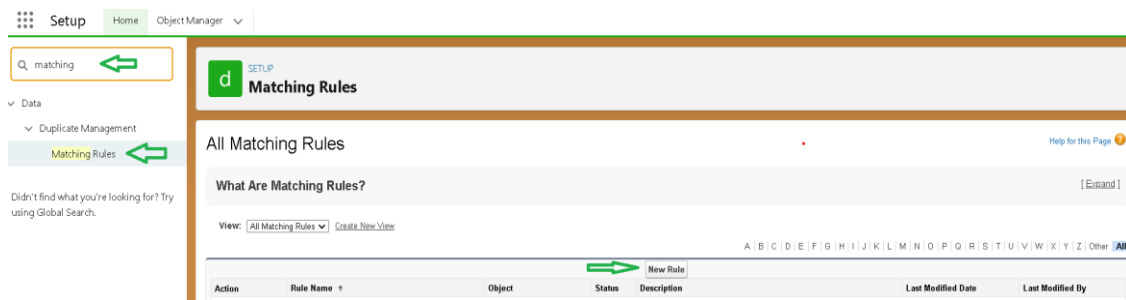 Setup Home Object Manager
matching
Data
Duplicate Management
Matching Rules
Didn't find what you're looking for? Try
using Global Search.
d
SETUP
Matching Rules
All Matching Rules
Help for this Page ?
What Are Matching Rules?
[ Expand ]
View: All Matching Rules Create New View
A | B | C | D | E | F | G | H | I | J | K | L | M | N | O | P | Q | R | S | T | U | V | W | X | Y | Z | Other All
New Rule
Action Rule Name ↑ Object Status Description Last Modified Date Last Modified By